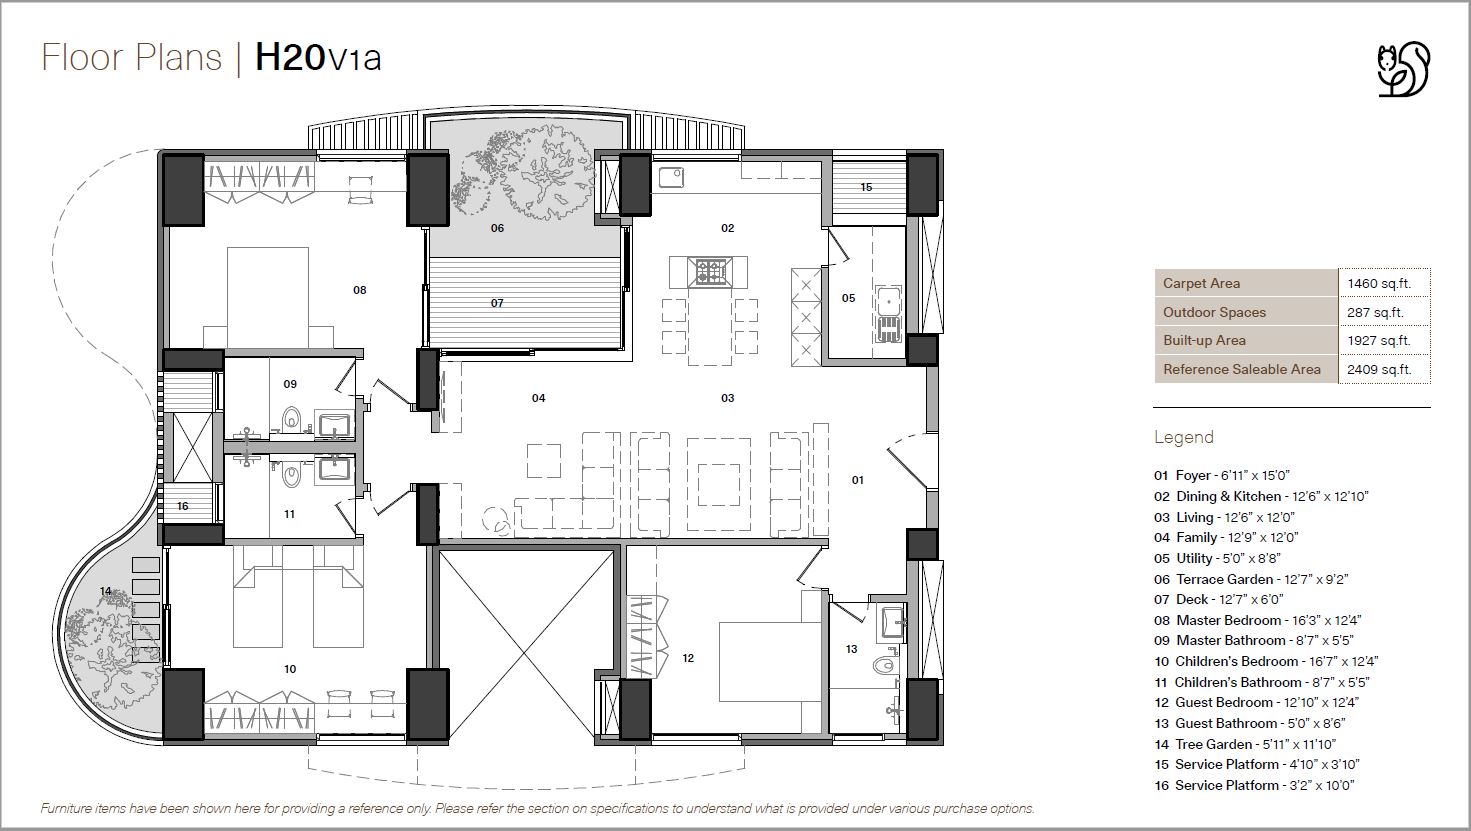 Floor Plans | H20V1a
15
06
02
08
07
05
09
04
03
01
16
11
14
10
12
13
Carpet Area 1460 sq.ft.
Outdoor Spaces 287 sq.ft.
Built-up Area 1927 sq.ft.
Reference Saleable Area 2409 sq.ft.
Legend
01 Foyer - 6'11" x 15'0"
02 Dining & Kitchen - 12'6" x 12'10"
03 Living - 12'6" x 12'0"
04 Family - 12'9" x 12'0"
05 Utility - 5'0" x 8'8"
06 Terrace Garden - 12'7" x 9'2"
07 Deck - 12'7" x 6'0"
08 Master Bedroom - 16'3" x 12'4"
09 Master Bathroom - 8'7" x 5'5"
10 Children's Bedroom - 16'7" x 12'4"
11 Children's Bathroom - 8'7" x 5'5"
12 Guest Bedroom - 12'10" x 12'4"
13 Guest Bathroom - 5'0" x 8'6"
14 Tree Garden - 5'11" x 11'10"
15 Service Platform - 4'10" x 3'10"
16 Service Platform - 3'2" x 10'0"
Furniture items have been shown here for providing a reference only. Please refer the section on specifications to understand what is provided under various purchase options.